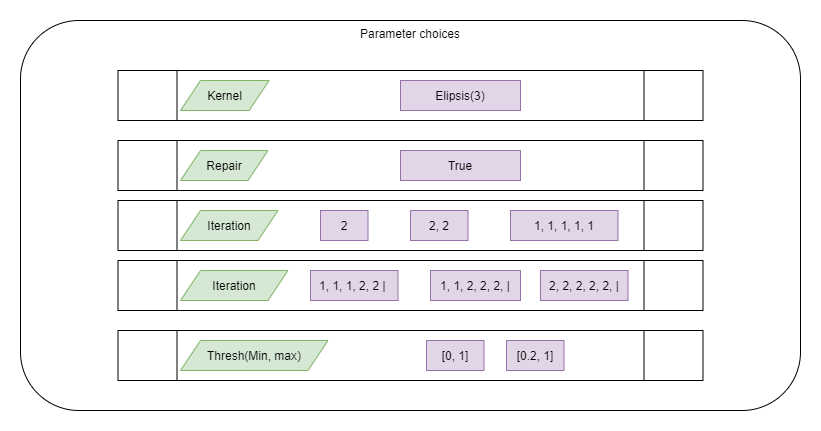 Parameter choices
Kernel Elipsis(3)
Repair True
Iteration 2 2, 2 1, 1, 1, 1, 1
Iteration 1, 1, 1, 2, 2 | 1, 1, 2, 2, 2, | 2, 2, 2, 2, 2, |
Thresh(Min, max) [0, 1] [0.2, 1]